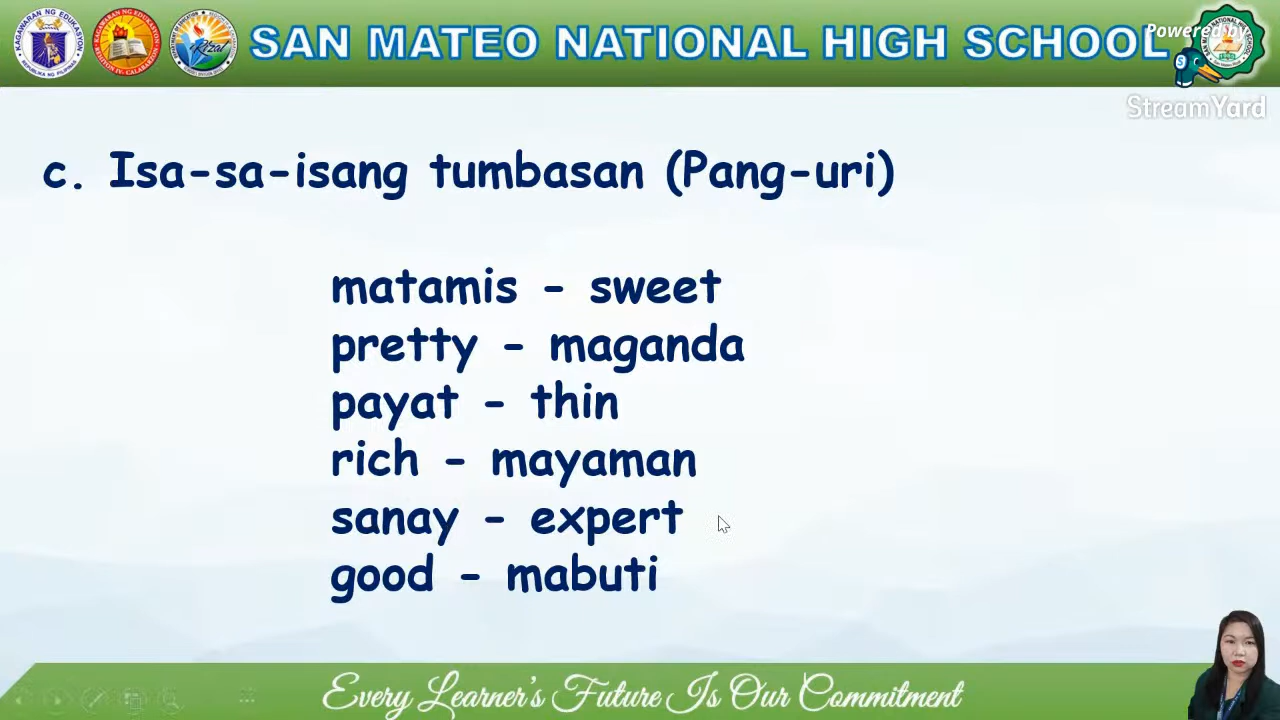 SAN MATEO NATIONAL HIGH SCHOOL
Powered by
StreamYard
c. Isa-sa-isang tumbasan (Pang-uri)
matamis - sweet
pretty - maganda
payat - thin
rich - mayaman
sanay - expert
good - mabuti
Every Learner's Future Is Our Commitment